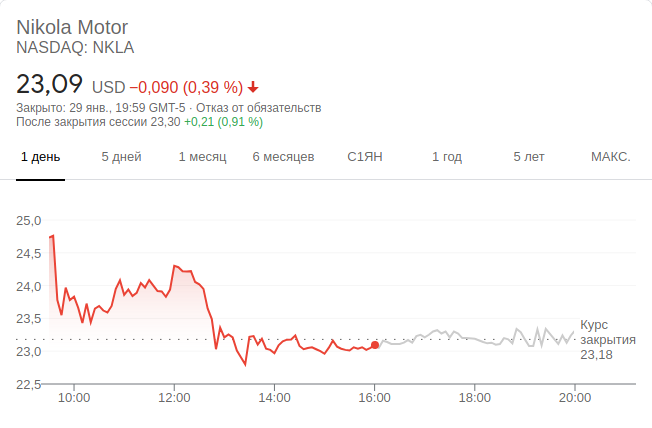 Nikola Motor
NASDAQ: NKLA
23,09 USD −0,090 (0,39 %)
Закрыто: 29 янв., 19:59 GMT-5 · Отказ от обязательств
После закрытия сессии 23,30 +0,21 (0,91 %)
1 день 5 дней 1 месяц 6 месяцев С1ЯН 1 год 5 лет МАКС.
25,0
24,5
24,0
23,5
23,0
22,5
Курс
закрытия
23,18
10:00 12:00 14:00 16:00 18:00 20:00